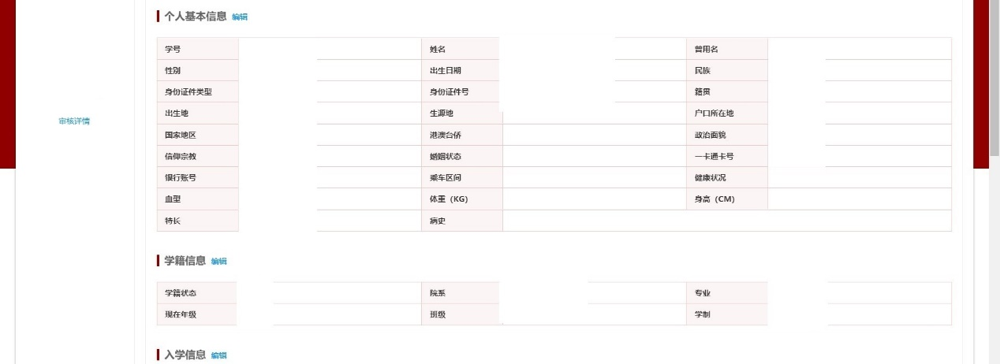 个人基本信息 编辑
学号 姓名 曾用名
性别 出生日期 民族
身份证件类型 身份证件号 籍贯
出生地 生源地 户口所在地
审核详情
国家地区 港澳台侨 政治面貌
信仰宗教 婚姻状态 一卡通卡号
银行账号 乘车区间 健康状况
血型 体重（KG） 身高（CM）
特长 病史
学籍信息 编辑
学籍状态 院系 专业
现在年级 班级 学制
入学信息 编辑